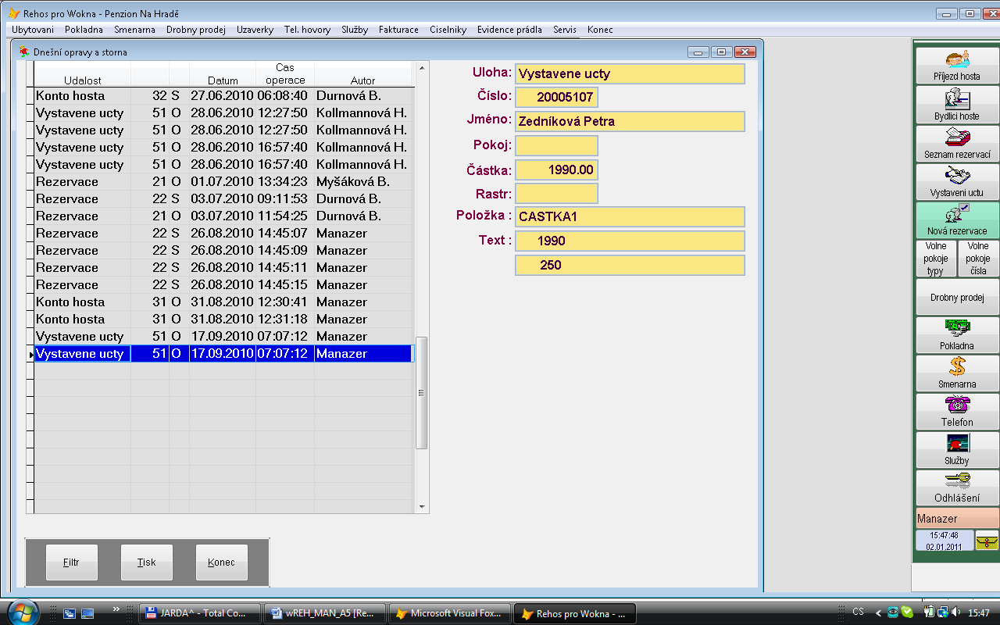 Rehos pro Wokna - Penzion Na Hradě
Ubytovani Pokladna Smenarna Drobny prodej Uzaverky Tel. hovory Služby Fakturace Ciselniky Evidence prádla Servis Konec
Dnešní opravy a storna
Udalost Datum Cas operace Autor
Konto hosta 32 S 27.06.2010 06:08:40 Durnová B.
Vystavene ucty 51 O 28.06.2010 12:27:50 Kollmannová H.
Vystavene ucty 51 O 28.06.2010 12:27:50 Kollmannová H.
Vystavene ucty 51 O 28.06.2010 16:57:40 Kollmannová H.
Vystavene ucty 51 O 28.06.2010 16:57:40 Kollmannová H.
Rezervace 21 O 01.07.2010 13:34:23 Myšáková B.
Rezervace 22 S 03.07.2010 09:11:53 Durnová B.
Rezervace 21 O 03.07.2010 11:54:25 Durnová B.
Rezervace 22 S 26.08.2010 14:45:07 Manazer
Rezervace 22 S 26.08.2010 14:45:09 Manazer
Rezervace 22 S 26.08.2010 14:45:11 Manazer
Rezervace 22 S 26.08.2010 14:45:15 Manazer
Konto hosta 31 O 31.08.2010 12:30:41 Manazer
Konto hosta 31 O 31.08.2010 12:31:18 Manazer
Vystavene ucty 51 O 17.09.2010 07:07:12 Manazer
Vystavene ucty 51 O 17.09.2010 07:07:12 Manazer
Filtr Tisk Konec
Uloha: Vystavene ucty
Číslo: 20005107
Jméno: Zedníková Petra
Pokoj:
Částka: 1990.00
Rastr:
Položka : CASTKA1
Text : 1990
250
Příjezd hosta
Bydlici hoste
Seznam rezervací
Vystaveni uctu
Nová rezervace
Volne pokoje typy
Volne pokoje čísla
Drobny prodej
Pokladna
Smenarna
Telefon
Služby
Odhlášení
Manazer
15:47:48
02.01.2011
JARDA^ - Total Co... wREH_MAN_A5 [Re... Microsoft Visual Fox... Rehos pro Wokna - ... CS 15:47